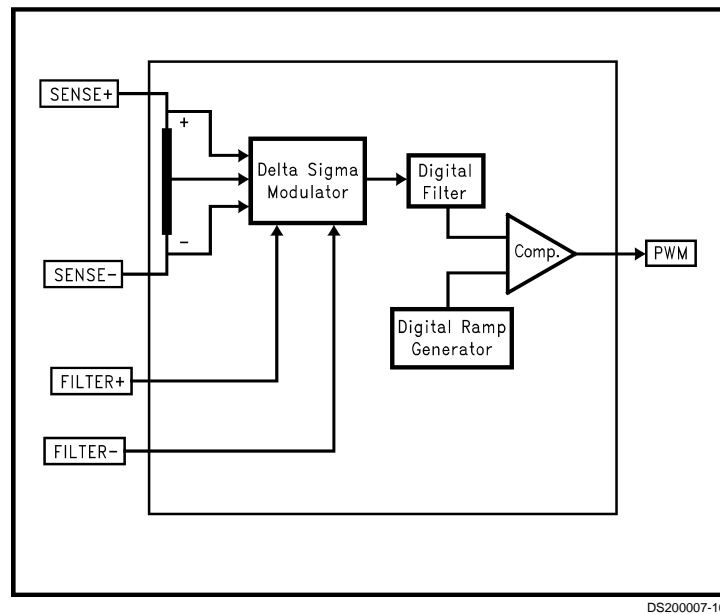 SENSE+
+
Delta Sigma
Modulator
Digital
Filter
Comp.
PWM
-
SENSE-
Digital Ramp
Generator
FILTER+
FILTER-